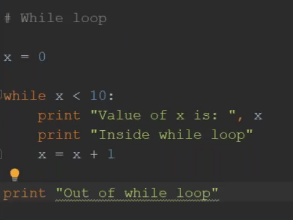 # While loop
x = 0
while x < 10:
    print "Value of x is: ", x
    print "Inside while loop"
    x = x + 1
print "Out of while loop"